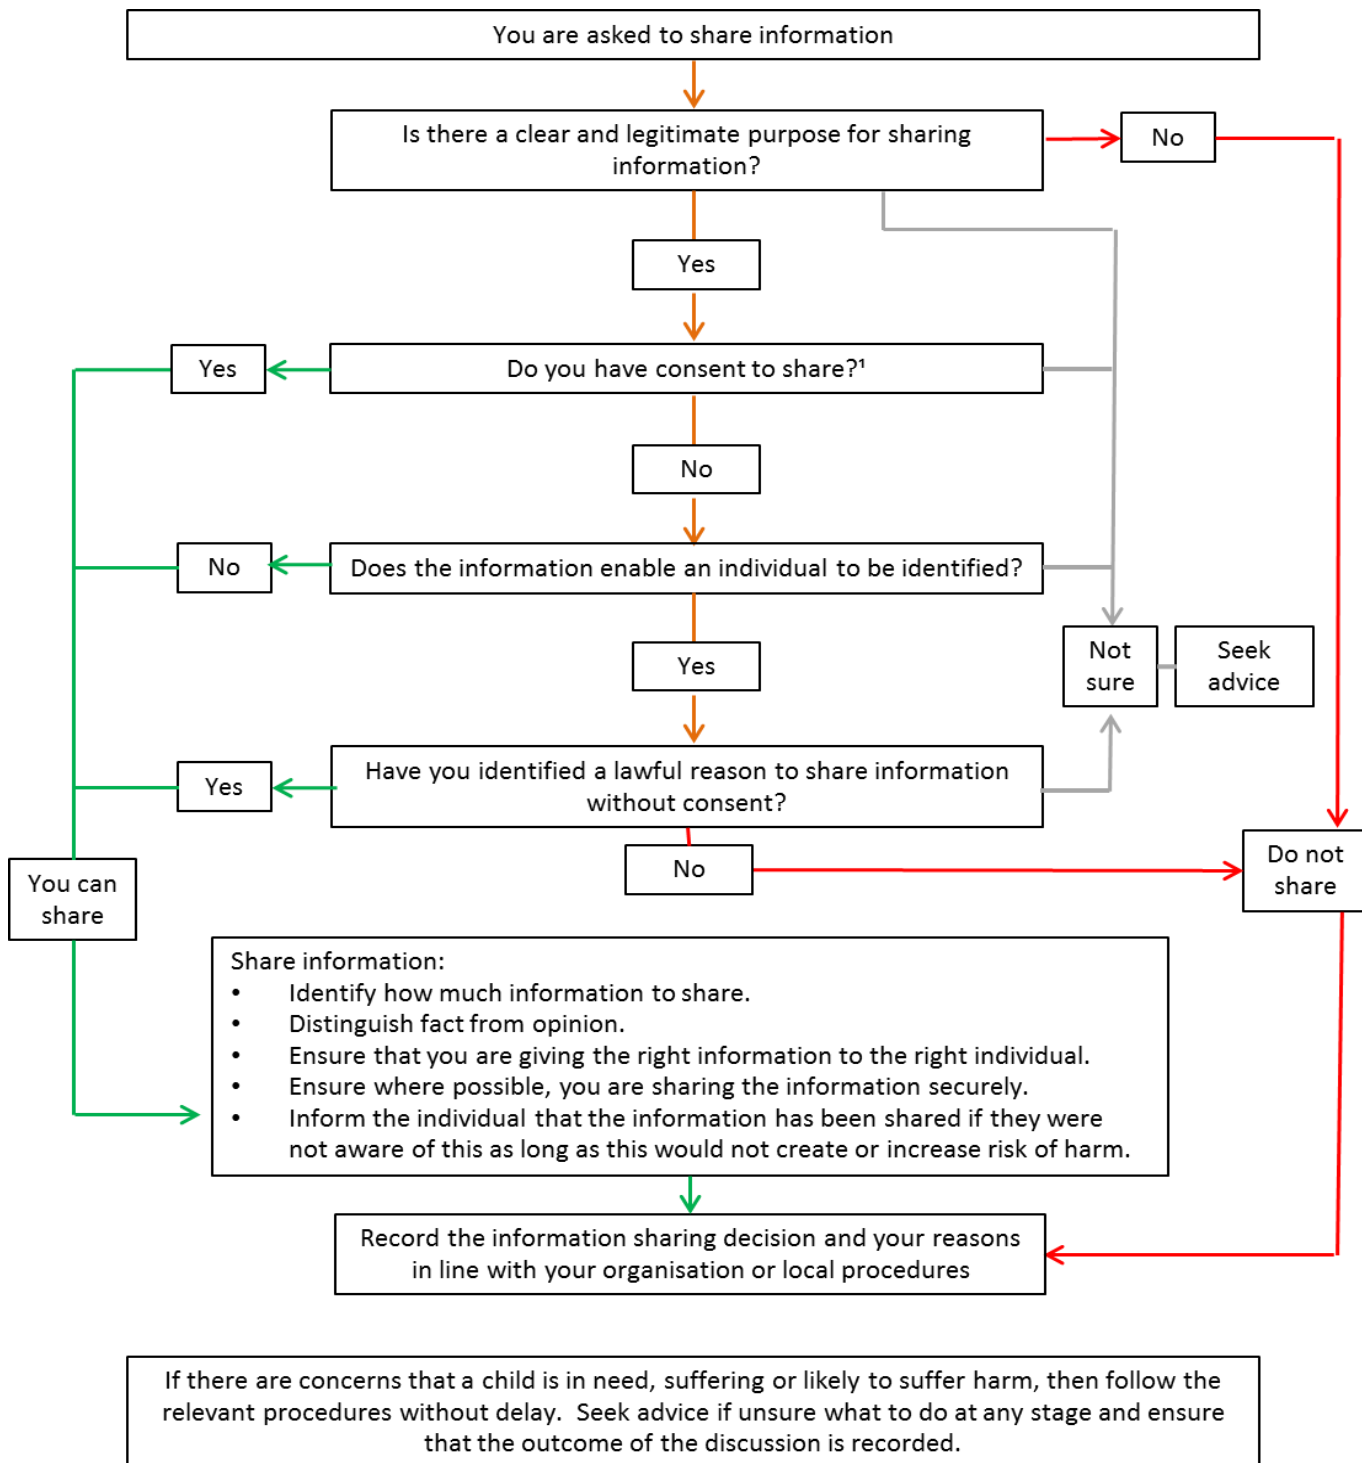 You are asked to share information
Is there a clear and legitimate purpose for sharing
information?
No
Yes
Yes
Do you have consent to share?¹
No
No
Does the information enable an individual to be identified?
Yes
Not
sure
Seek
advice
Yes
Have you identified a lawful reason to share information
without consent?
No
Do not
share
You can
share
Share information:
• Identify how much information to share.
• Distinguish fact from opinion.
• Ensure that you are giving the right information to the right individual.
• Ensure where possible, you are sharing the information securely.
• Inform the individual that the information has been shared if they were
not aware of this as long as this would not create or increase risk of harm.
Record the information sharing decision and your reasons
in line with your organisation or local procedures
If there are concerns that a child is in need, suffering or likely to suffer harm, then follow the
relevant procedures without delay.  Seek advice if unsure what to do at any stage and ensure
that the outcome of the discussion is recorded.